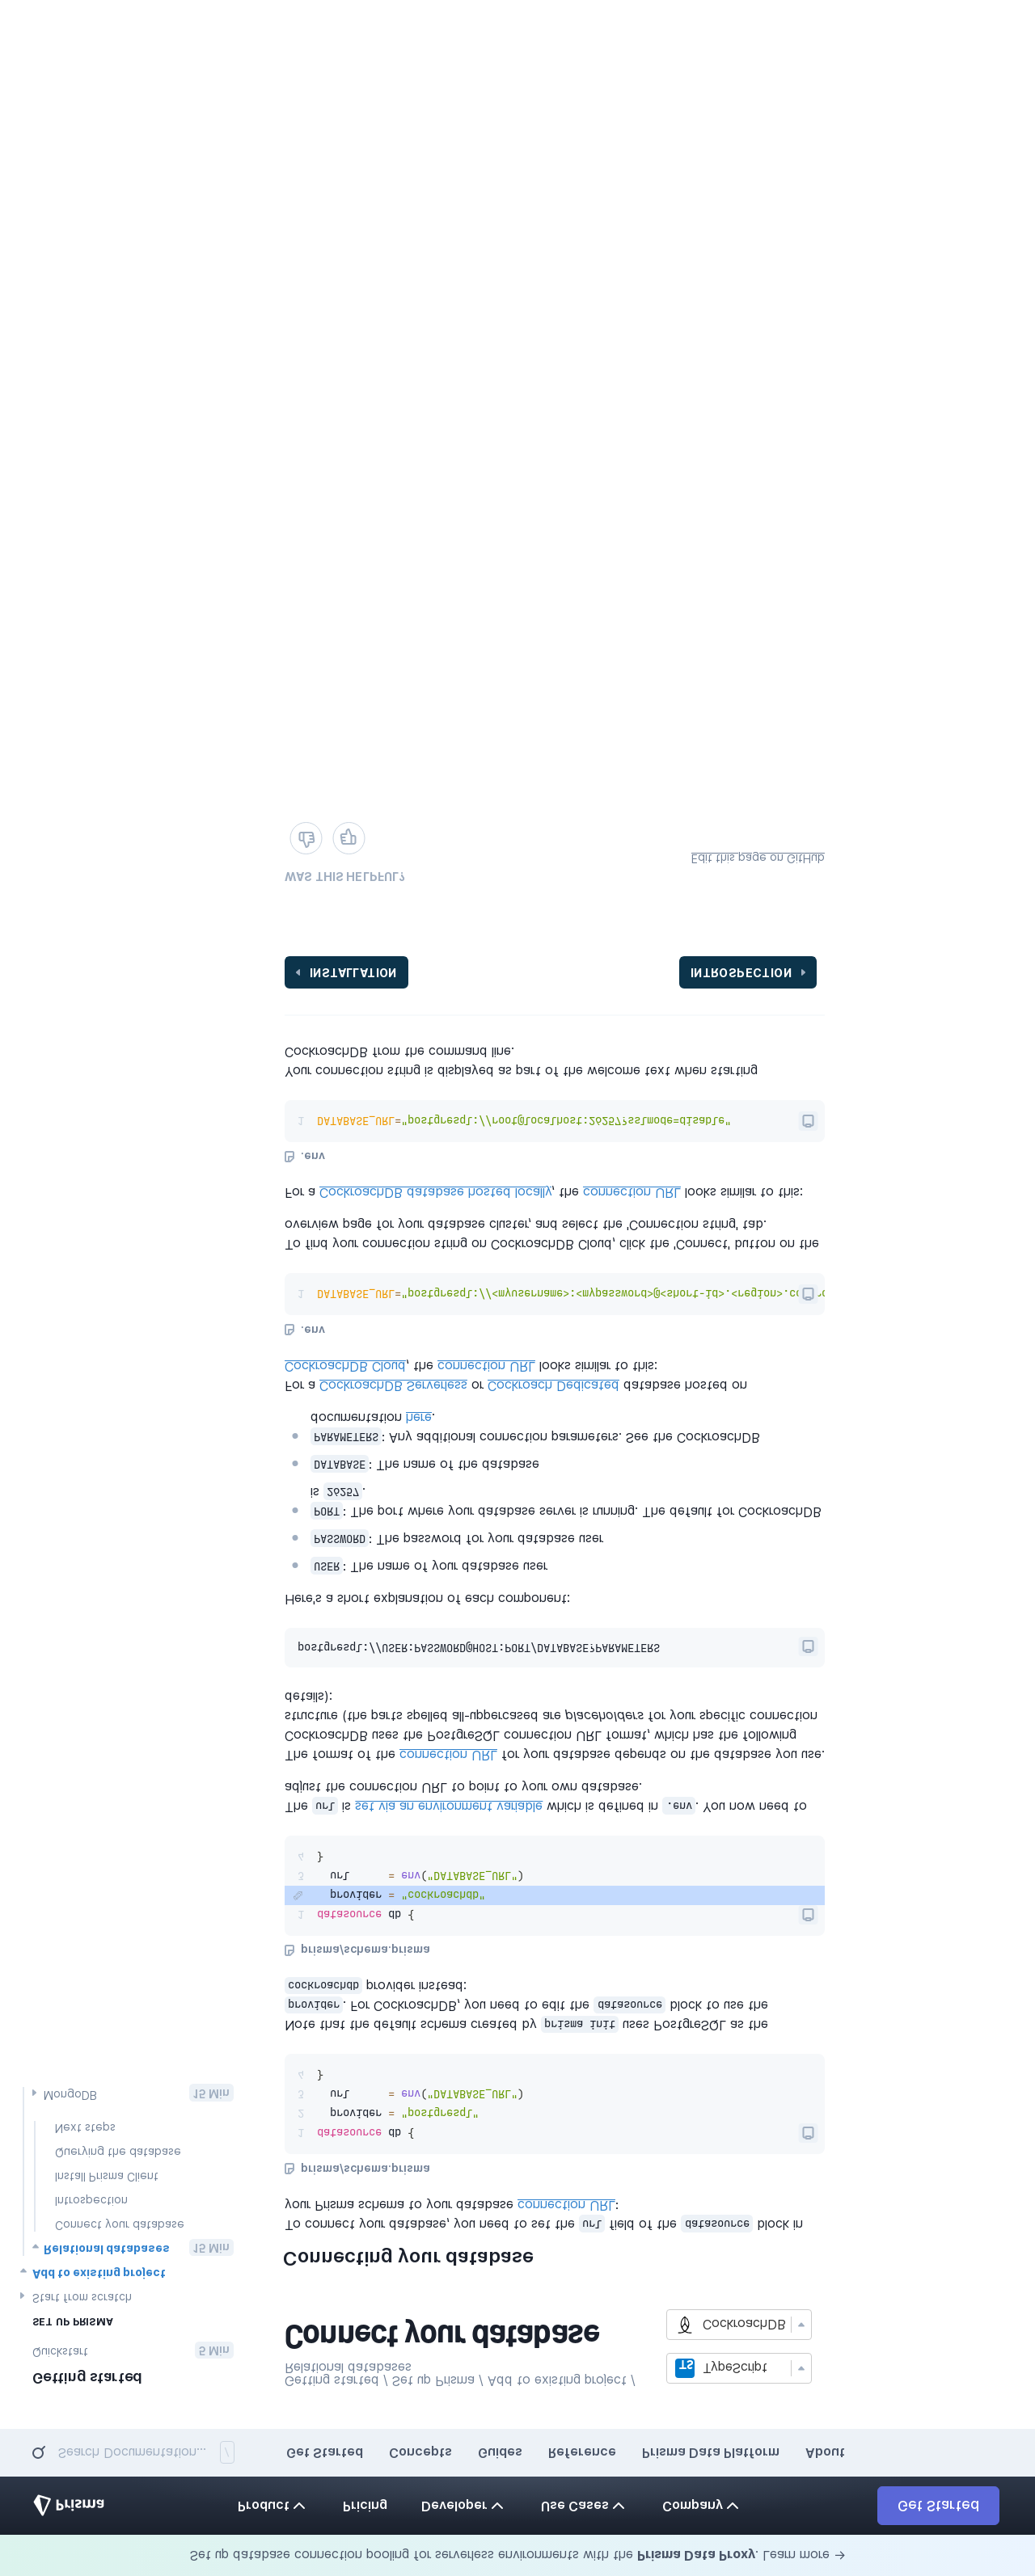 Set up database connection pooling for serverless environments with the Prisma Data Proxy. Learn more →
Prisma
Product
Pricing
Developer
Use Cases
Company
Get Started
Search Documentation...
/
Get Started
Concepts
Guides
Reference
Prisma Data Platform
About
Getting started
Quickstart
5 Min
SET UP PRISMA
Start from scratch
Add to existing project
Relational databases
15 Min
Connect your database
Introspection
Install Prisma Client
Querying the database
Next steps
MongoDB
15 Min
Getting started / Set up Prisma / Add to existing project /
Relational databases
TS TypeScript
CockroachDB
Connect your database
Connecting your database
To connect your database, you need to set the url field of the datasource block in
your Prisma schema to your database connection URL:
prisma/schema.prisma
1 datasource db {
2   provider = "postgresql"
3   url      = env("DATABASE_URL")
4 }
Note that the default schema created by prisma init uses PostgreSQL as the
provider. For CockroachDB, you need to edit the datasource block to use the
cockroachdb provider instead:
prisma/schema.prisma
1 datasource db {
  provider = "cockroachdb"
3   url      = env("DATABASE_URL")
4 }
The url is set via an environment variable which is defined in .env. You now need to
adjust the connection URL to point to your own database.
The format of the connection URL for your database depends on the database you use.
CockroachDB uses the PostgreSQL connection URL format, which has the following
structure (the parts spelled all-uppercased are placeholders for your specific connection
details):
postgresql://USER:PASSWORD@HOST:PORT/DATABASE?PARAMETERS
Here's a short explanation of each component:
USER: The name of your database user
PASSWORD: The password for your database user
PORT: The port where your database server is running. The default for CockroachDB
is 26257.
DATABASE: The name of the database
PARAMETERS: Any additional connection parameters. See the CockroachDB
documentation here.
For a CockroachDB Serverless or Cockroach Dedicated database hosted on
CockroachDB Cloud, the connection URL looks similar to this:
.env
1 DATABASE_URL="postgresql://<myusername>:<mypassword>@<short-id>.<region>.
To find your connection string on CockroachDB Cloud, click the 'Connect' button on the
overview page for your database cluster, and select the 'Connection string' tab.
For a CockroachDB database hosted locally, the connection URL looks similar to this:
.env
1 DATABASE_URL="postgresql://root@localhost:26257?sslmode=disable"
Your connection string is displayed as part of the welcome text when starting
CockroachDB from the command line.
INSTALLATION
INTROSPECTION
WAS THIS HELPFUL?
Edit this page on GitHub